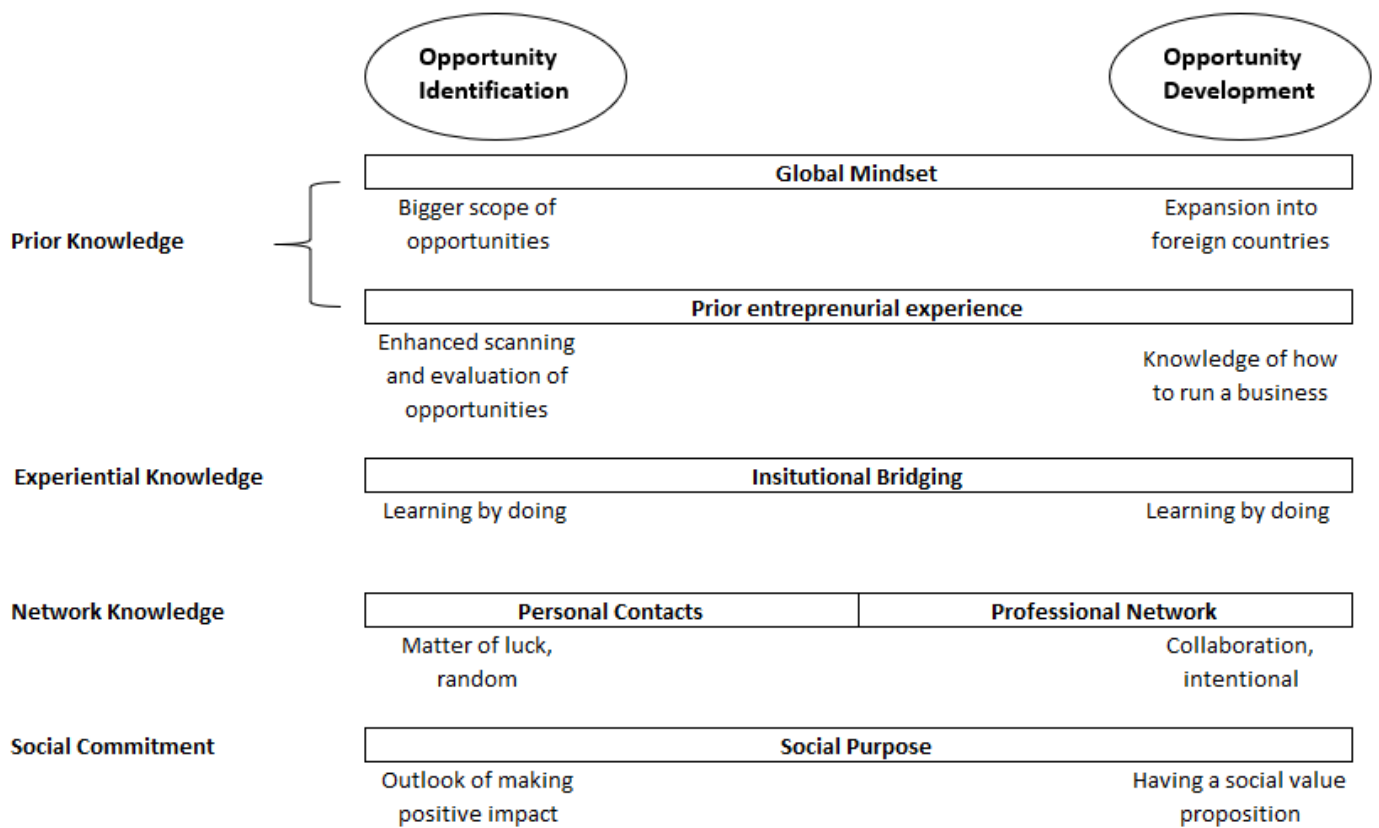 Opportunity
Identification
Opportunity
Development
Global Mindset
Bigger scope of
opportunities
Expansion into
foreign countries
Prior Knowledge
Prior entreprenurial experience
Enhanced scanning
and evaluation of
opportunities
Knowledge of how
to run a business
Experiential Knowledge
Insitutional Bridging
Learning by doing
Learning by doing
Network Knowledge
Personal Contacts
Professional Network
Matter of luck,
random
Collaboration,
intentional
Social Commitment
Social Purpose
Outlook of making
positive impact
Having a social value
proposition